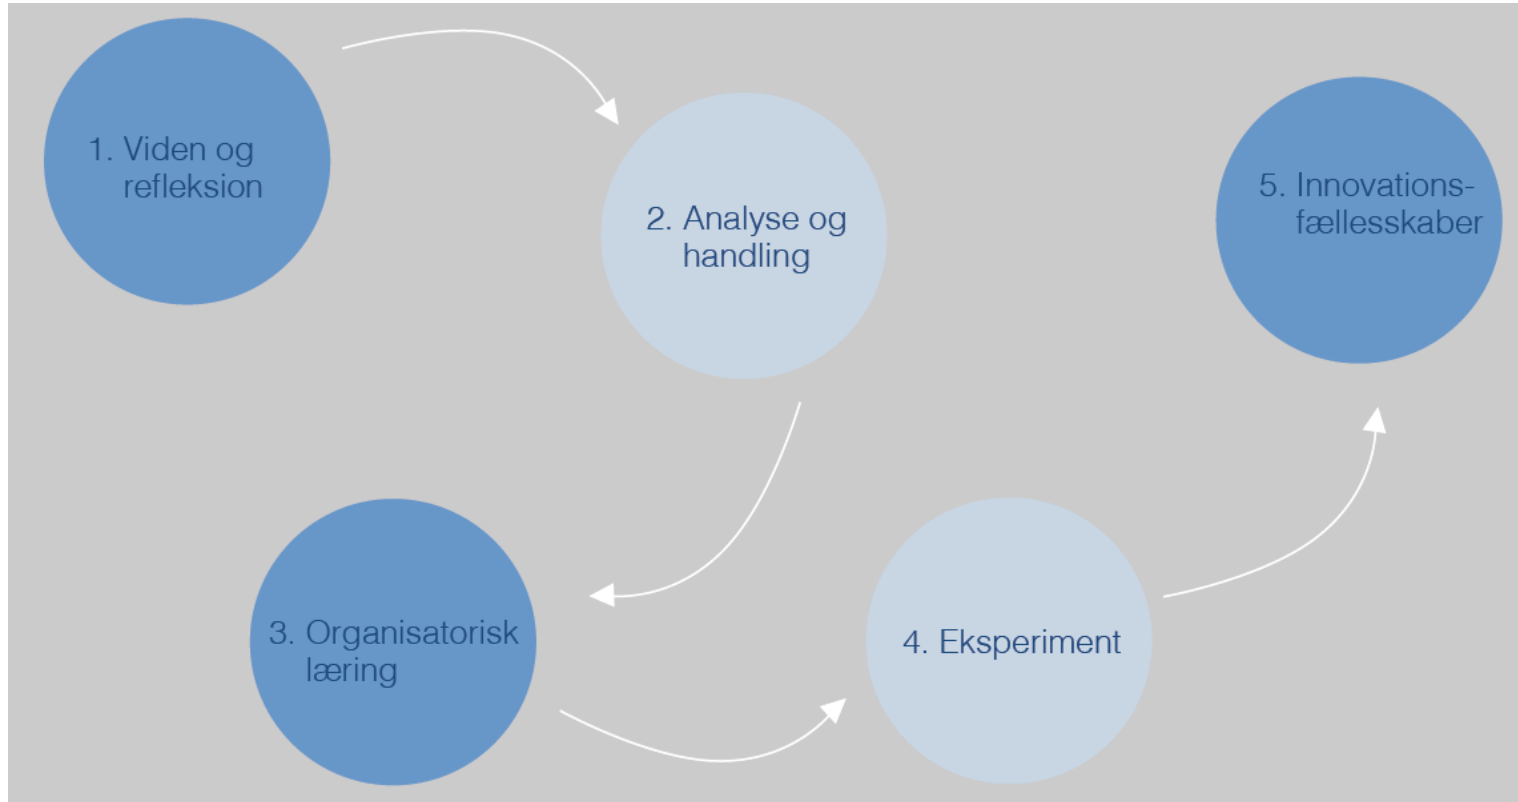 1. Viden og
refleksion
2. Analyse og
handling
3. Organisatorisk
læring
4. Eksperiment
5. Innovations-
fællesskaber